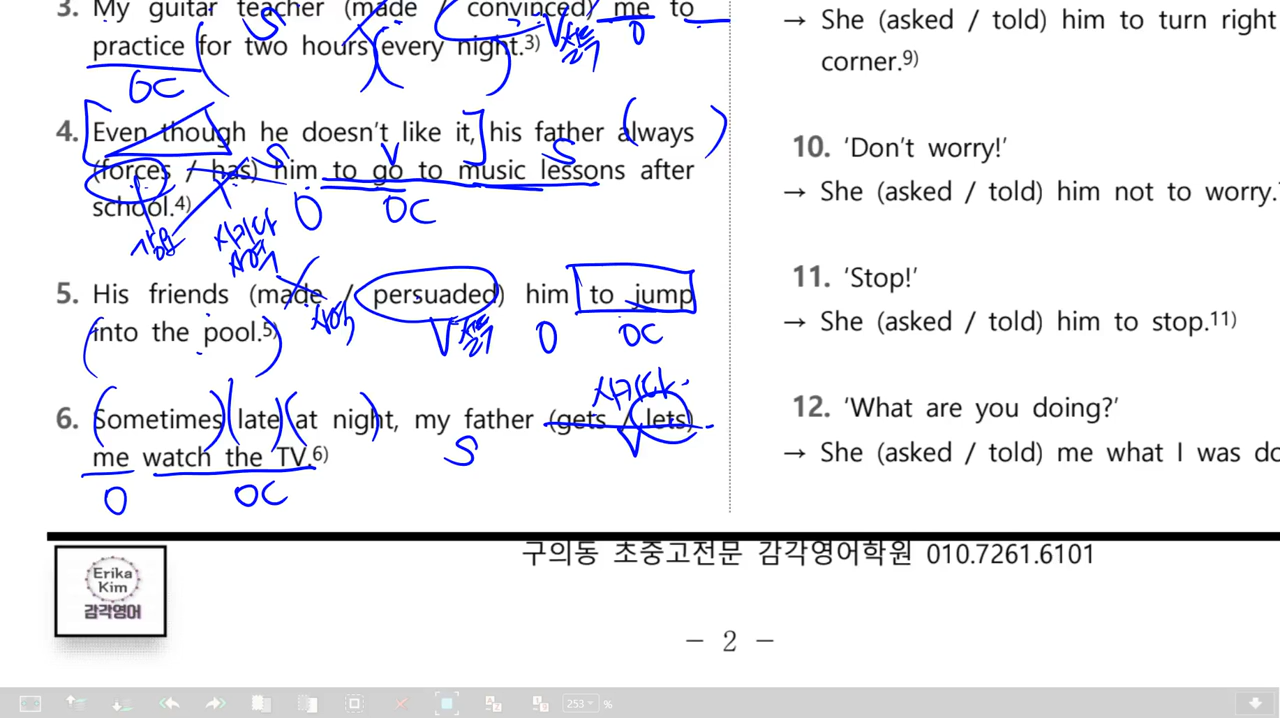 3. My guitar teacher (made / convinced) me to
practice for two hours every night.3)
OC
S
V
O
4. Even though he doesn't like it, his father always
(forces / has) him to go to music lessons after
school.4)
S
V
S
O
OC
5. His friends (made / persuaded) him to jump
into the pool.5)
V
O
OC
6. Sometimes late at night, my father (gets / lets)
me watch the TV.6)
S
V
O
OC
→ She (asked / told) him to turn right
corner.9)
10. 'Don't worry!'
→ She (asked / told) him not to worry.
11. 'Stop!'
→ She (asked / told) him to stop.11)
12. 'What are you doing?'
→ She (asked / told) me what I was do
Erika
Kim
감각영어
구의동 초중고전문 감각영어학원 010.7261.6101
- 2 -
253 %